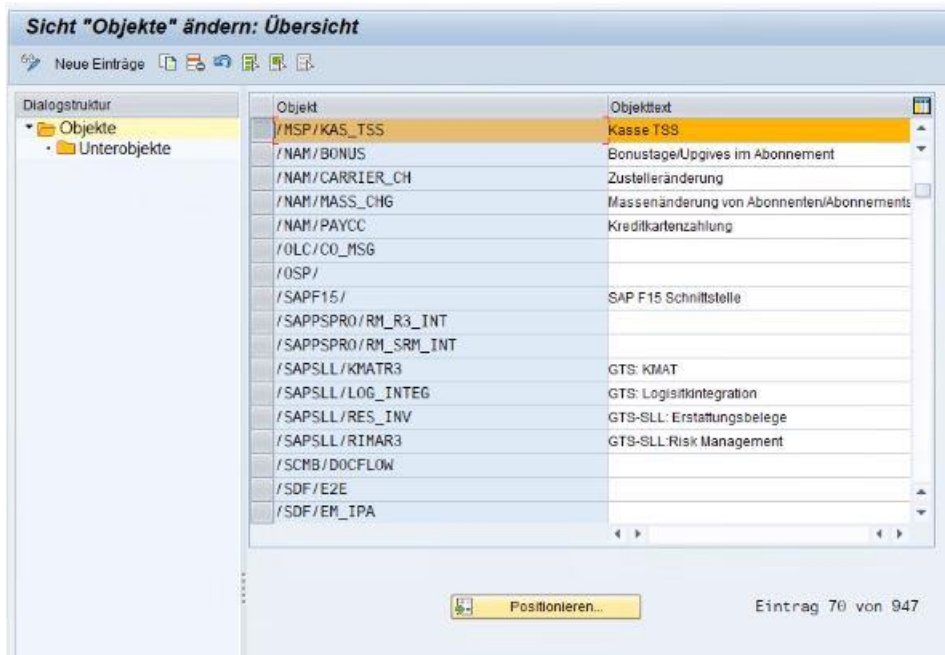 Sicht "Objekte" ändern: Übersicht
Neue Einträge
Dialogstruktur
Objekte
Unterobjekte
Objekt Objekttext
/MSP/KAS_TSS Kasse TSS
/NAM/BONUS Bonustage/Upgives im Abonnement
/NAM/CARRIER_CH Zustelleränderung
/NAM/MASS_CHG Massenänderung von Abonnenten/Abonnements
/NAM/PAYCC Kreditkartenzahlung
/OLC/CO_MSG
/OSP/
/SAPF15/ SAP F15 Schnittstelle
/SAPPSPRO/RM_R3_INT
/SAPPSPRO/RM_SRM_INT
/SAPSLL/KMATR3 GTS: KMAT
/SAPSLL/LOG_INTEG GTS: Logisitkintegration
/SAPSLL/RES_INV GTS-SLL: Erstattungsbelege
/SAPSLL/RIMAR3 GTS-SLL:Risk Management
/SCMB/DOCFLOW
/SDF/E2E
/SDF/EM_IPA
Positionieren... Eintrag 70 von 947